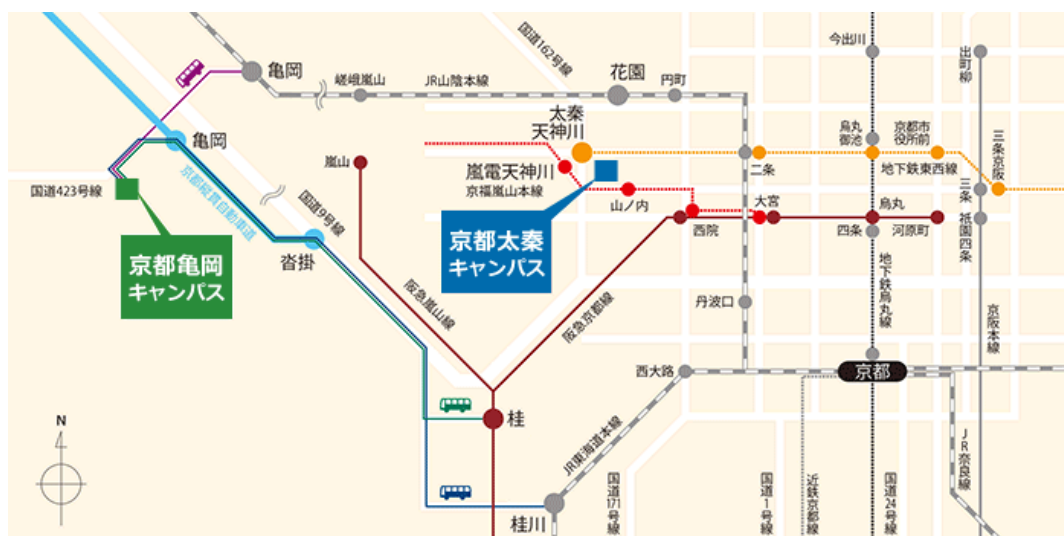 国道162号線
今出川
出町柳
亀岡
嵯峨嵐山
JR山陰本線
花園
円町
太秦
天神川
烏丸
御池
京都市
役所前
三条京阪
亀岡
嵐山
嵐電天神川
京福嵐山本線
二条
地下鉄東西線
三条
国道423号線
京都縦貫自動車道
国道9号線
山ノ内
大宮
烏丸
西院
四条
河原町
祇園四条
京都亀岡
キャンパス
沓掛
京都太秦
キャンパス
阪急嵐山線
阪急京都線
丹波口
地下鉄烏丸線
京阪本線
西大路
京都
桂
N
JR東海道本線
桂川
国道171号線
国道1号線
近鉄京都線
国道24号線
JR奈良線